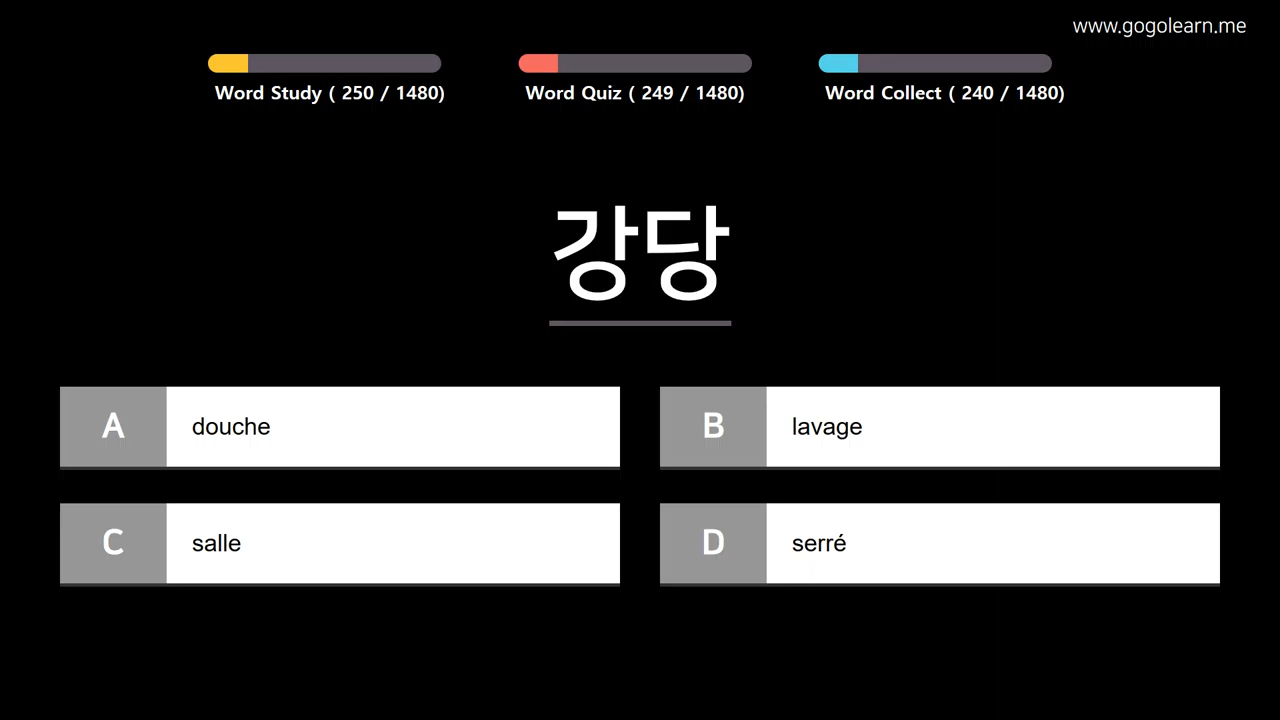 www.gogolearn.me
Word Study ( 250 / 1480)
Word Quiz ( 249 / 1480)
Word Collect ( 240 / 1480)
강당
A douche
B lavage
C salle
D serré